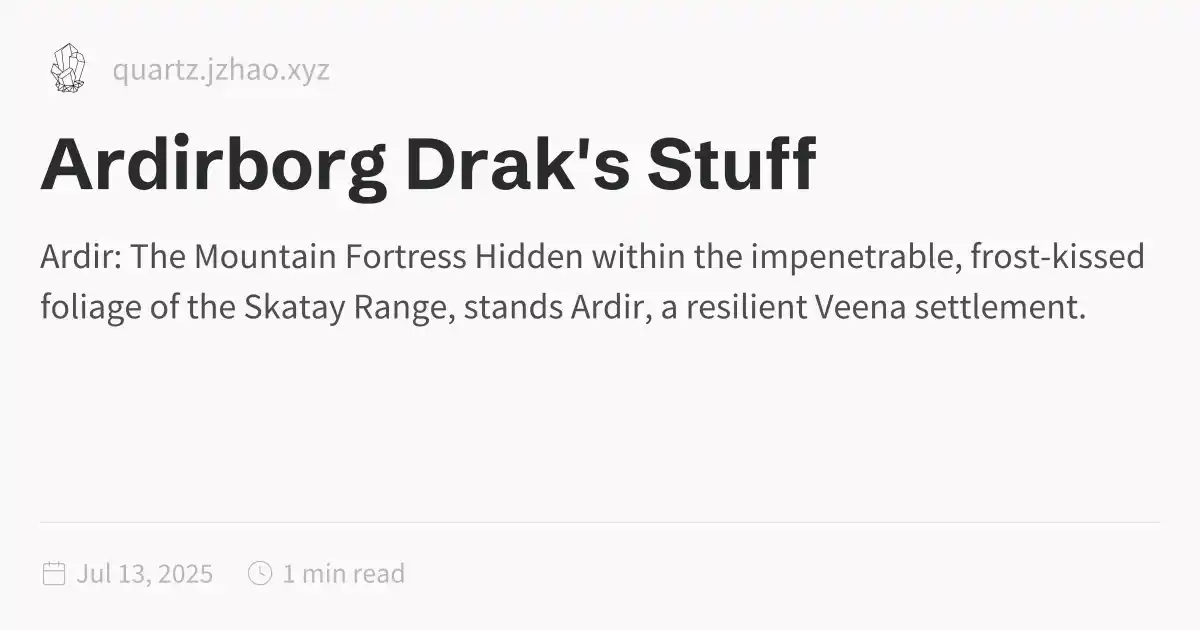 quartz.jzhao.xyz
Ardirborg Drak's Stuff
Ardir: The Mountain Fortress Hidden within the impenetrable, frost-kissed
foliage of the Skatay Range, stands Ardir, a resilient Veena settlement.
Jul 13, 2025 1 min read